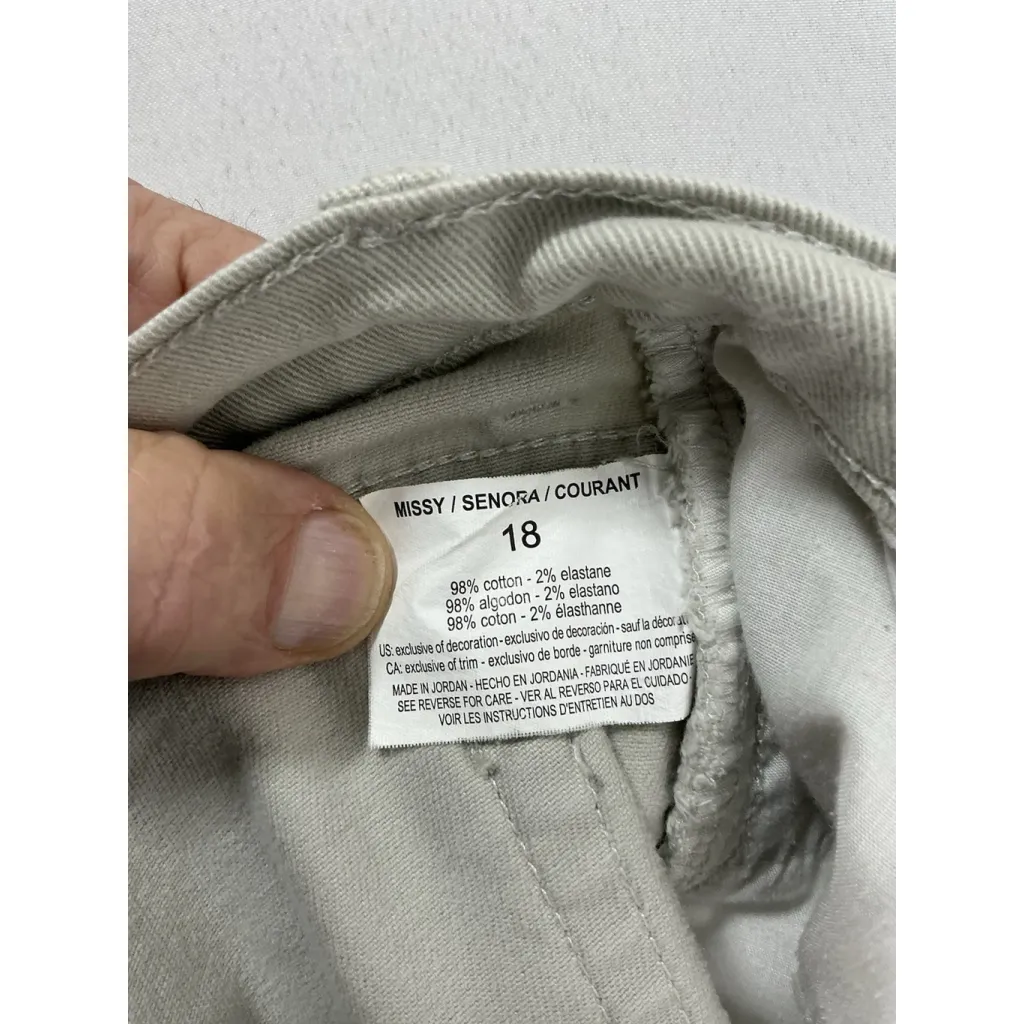 MISSY / SENORA / COURANT
18
98% cotton - 2% elastane
98% algodon - 2% elastano
98% coton - 2% élasthanne
US: exclusive of decoration - exclusivo de decoración - sauf la
CA: exclusive of trim - exclusivo de borde - garniture non comprise
MADE IN JORDAN - HECHO EN JORDANIA - FABRIQUÉ EN JORDANIE
SEE REVERSE FOR CARE - VER AL REVERSO PARA EL CUIDADO -
VOIR LES INSTRUCTIONS D'ENTRETIEN AU DOS